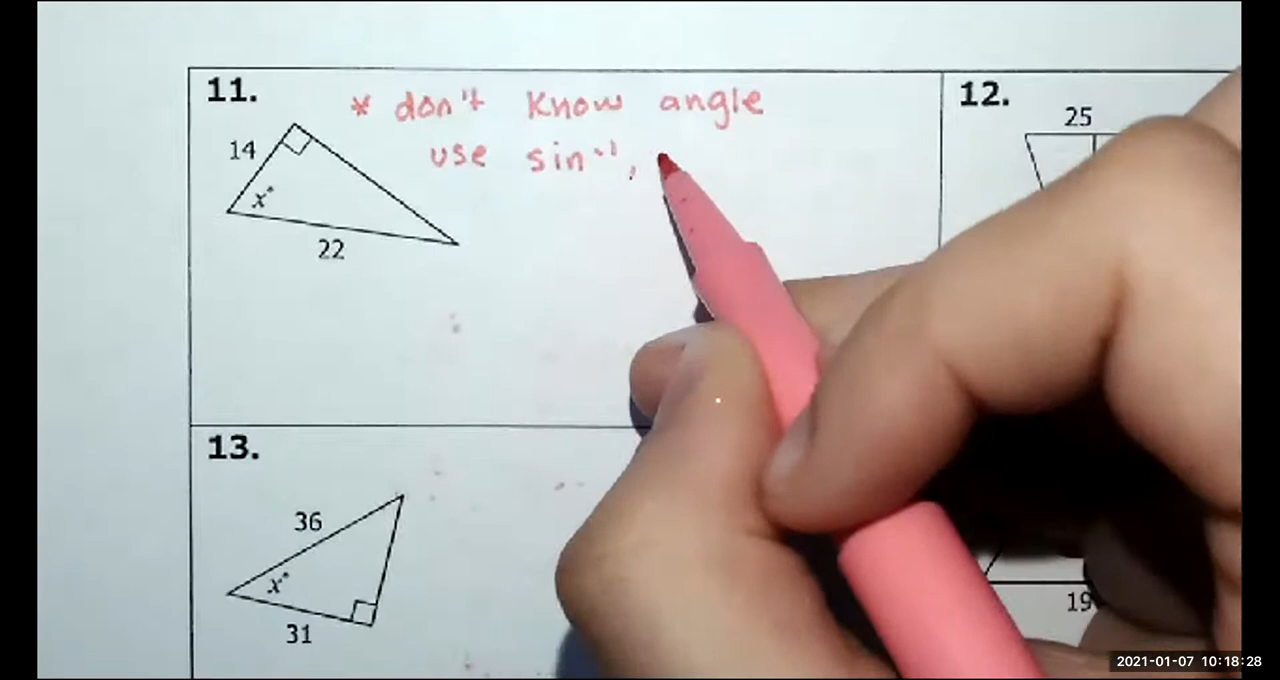 11.
* don't know angle
use sin⁻¹,
14
x°
22
12.
25
13.
36
x°
31
19
2021-01-07 10:18:28